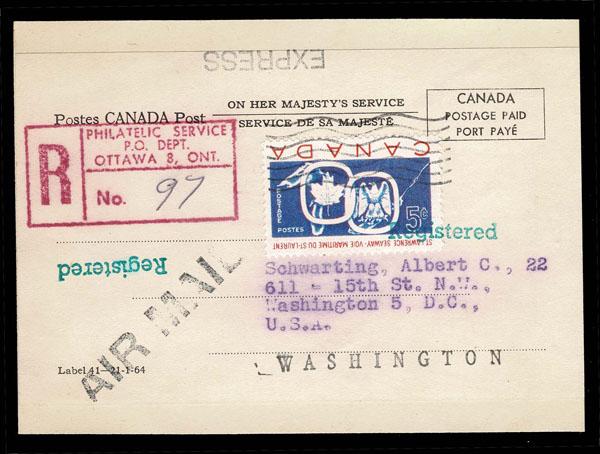 EXPRESS
Postes CANADA Post
ON HER MAJESTY'S SERVICE
SERVICE DE SA MAJESTÉ
CANADA
POSTAGE PAID
PORT PAYÉ
R
PHILATELIC SERVICE
P.O. DEPT.
OTTAWA 8, ONT.
No. 97
CANADA
POSTAGE POSTES
5¢
ST. LAWRENCE SEAWAY-VOIE MARITIME DU ST-LAURENT
Registered
Registered
AIR MAIL
Schwarting, Albert C., 22
611 - 15th St. N.W.,
Washington 5, D.C.,
U.S.A.
WASHINGTON
Label 41—21-1-64